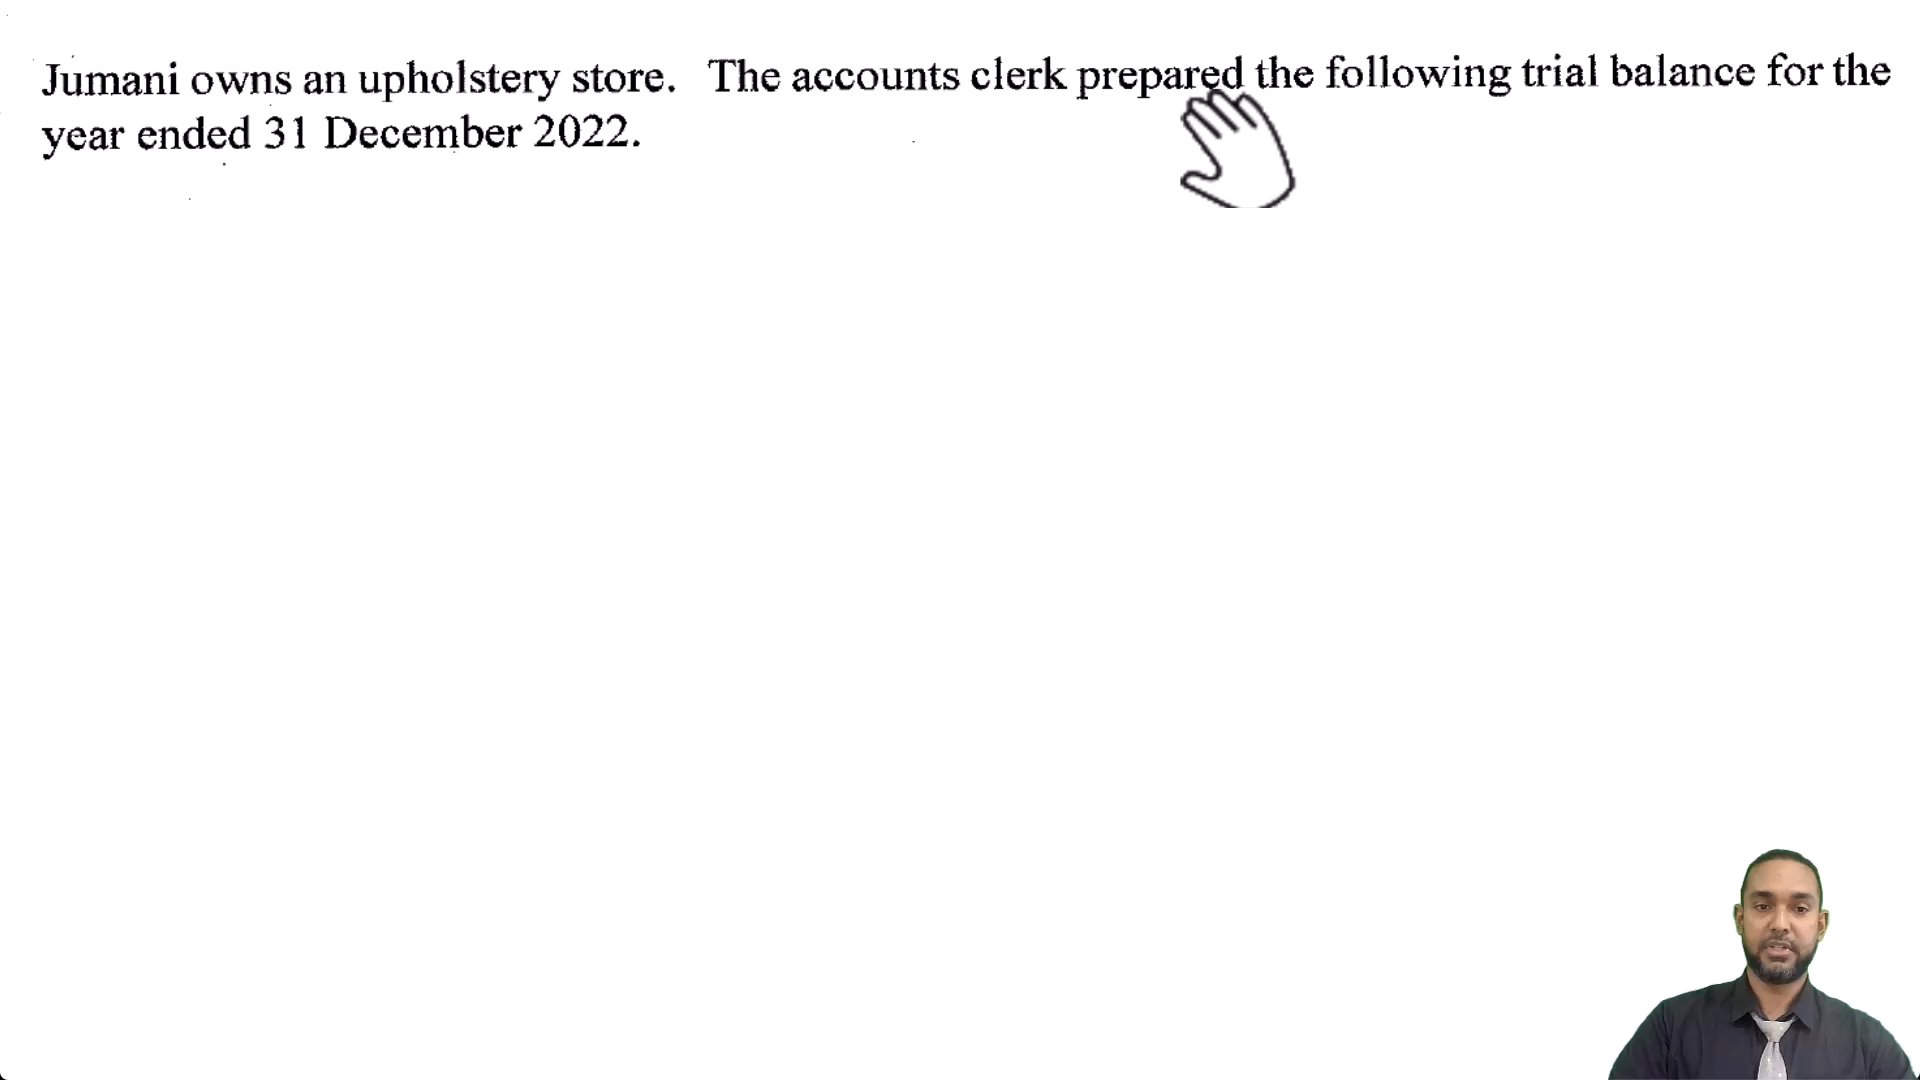 Jumani owns an upholstery store. The accounts clerk prepared the following trial balance for the
year ended 31 December 2022.